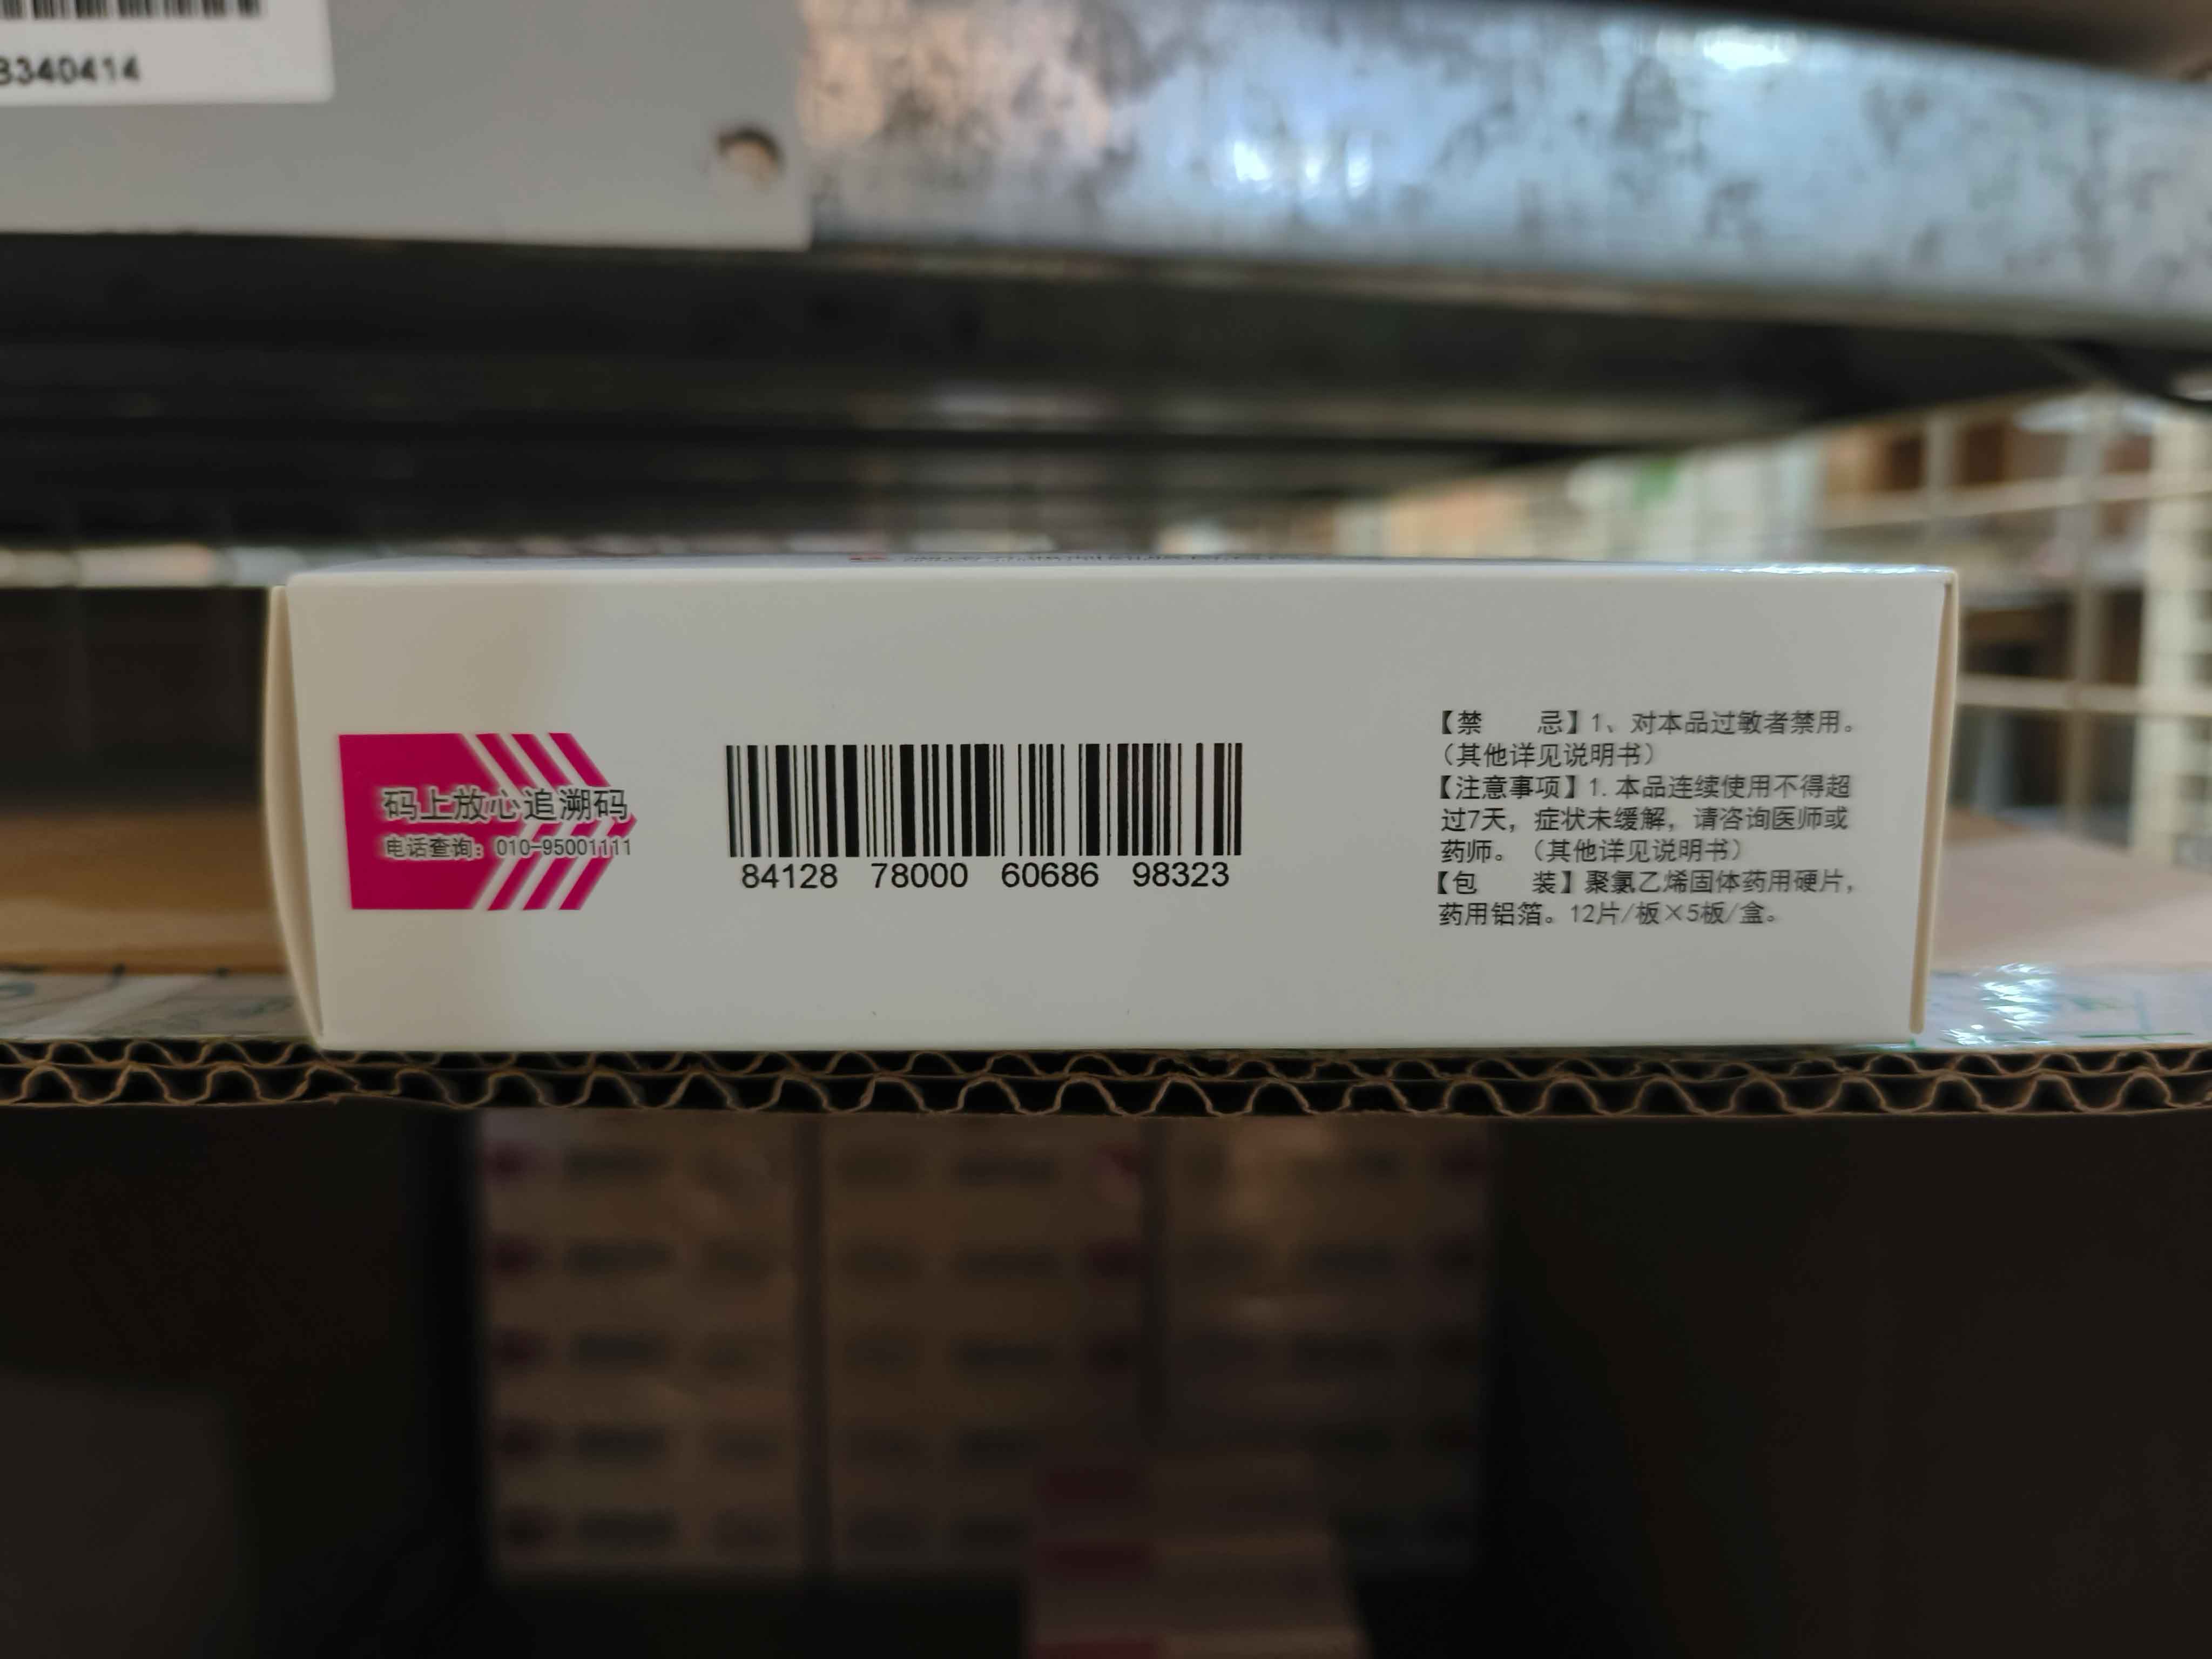 8340414
码上放心追溯码
电话查询：010-95001111
84128 78000 60686 98323
【禁　　忌】1、对本品过敏者禁用。
（其他详见说明书）
【注意事项】1.本品连续使用不得超
过7天，症状未缓解，请咨询医师或
药师。（其他详见说明书）
【包　　装】聚氯乙烯固体药用硬片，
药用铝箔。12片/板×5板/盒。